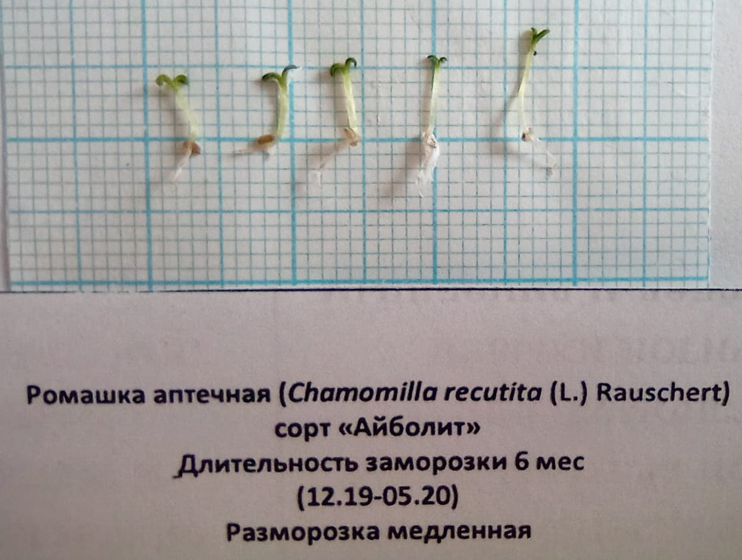 Ромашка аптечная (Chamomilla recutita (L.) Rauschert)
сорт «Айболит»
Длительность заморозки 6 мес
(12.19-05.20)
Разморозка медленная